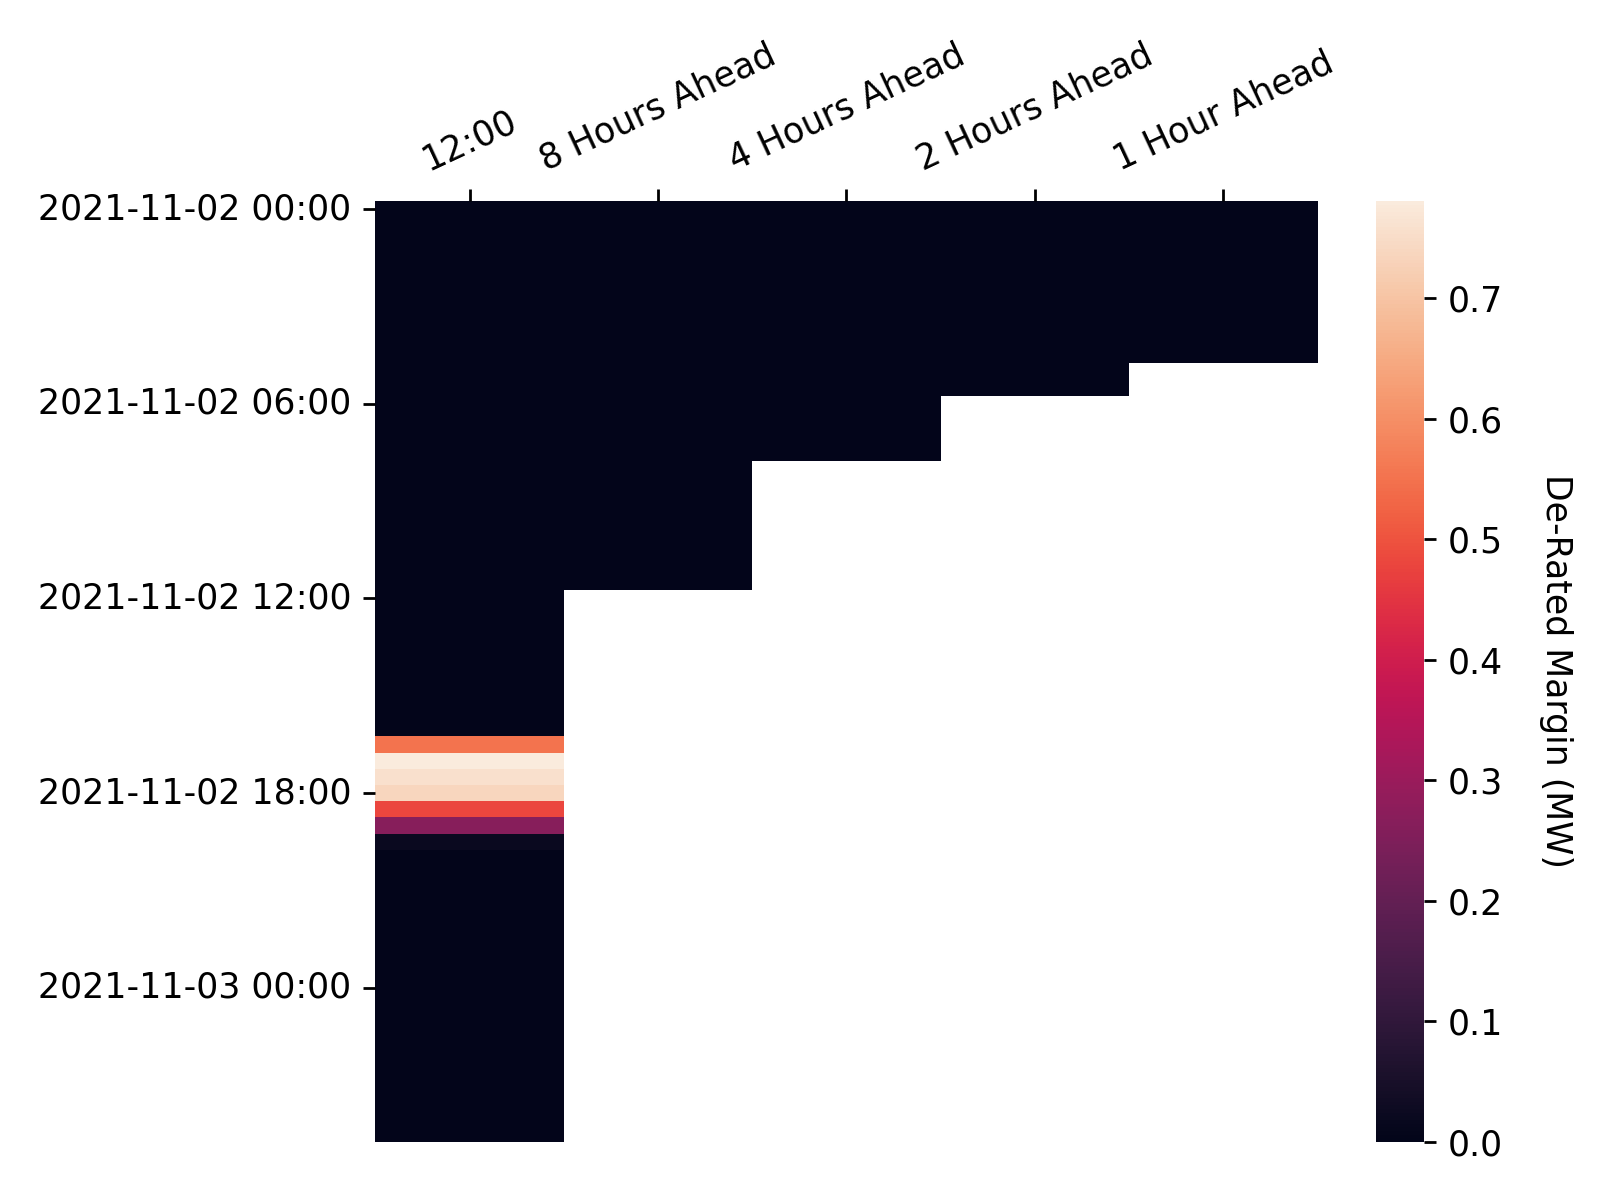 12:00
8 Hours Ahead
4 Hours Ahead
2 Hours Ahead
1 Hour Ahead
2021-11-02 00:00
2021-11-02 06:00
2021-11-02 12:00
2021-11-02 18:00
2021-11-03 00:00
0.7
0.6
0.5
0.4
0.3
0.2
0.1
0.0
De-Rated Margin (MW)